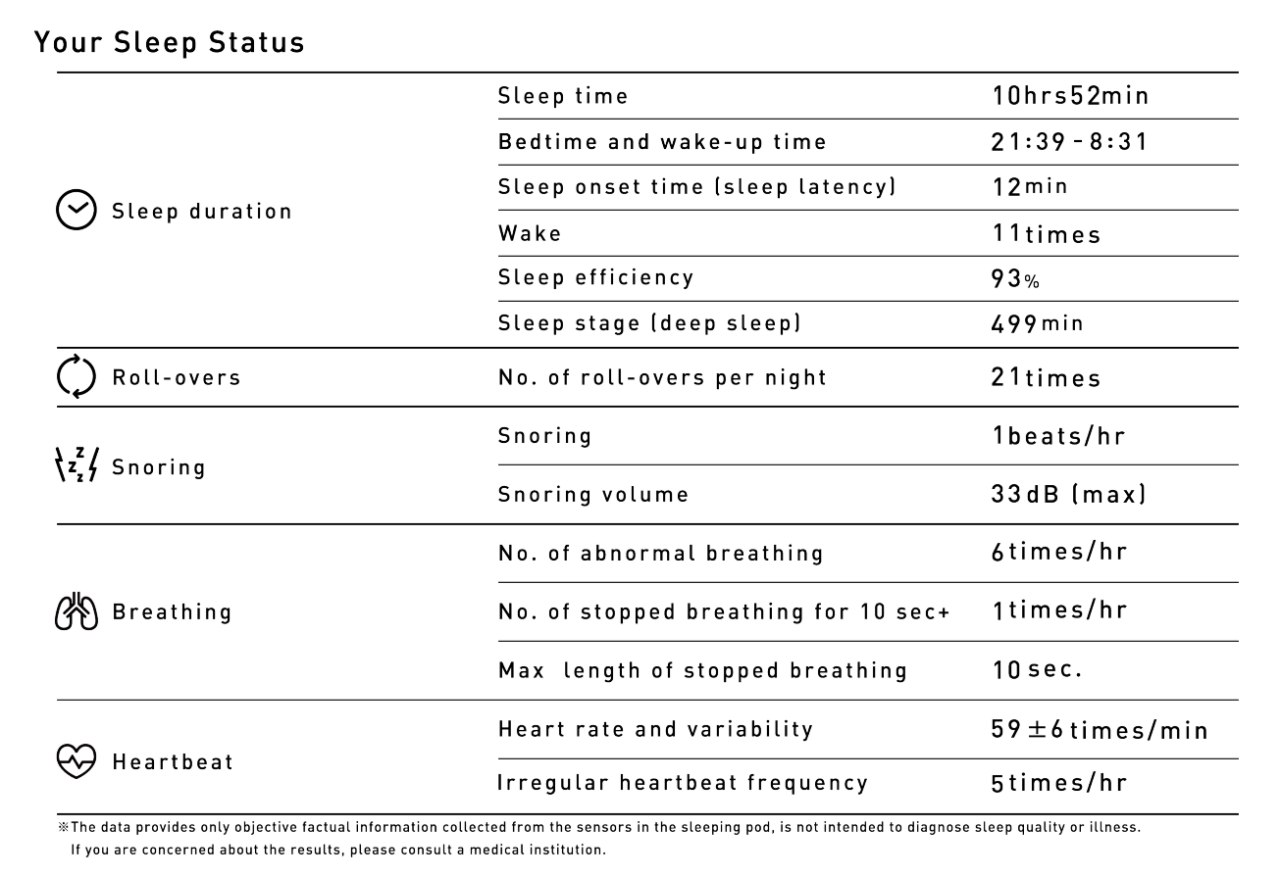 Your Sleep Status
Sleep duration
Sleep time 10hrs52min
Bedtime and wake-up time 21:39 - 8:31
Sleep onset time (sleep latency) 12min
Wake 11times
Sleep efficiency 93%
Sleep stage (deep sleep) 499min
Roll-overs No. of roll-overs per night 21times
Snoring
Snoring 1beats/hr
Snoring volume 33dB (max)
Breathing
No. of abnormal breathing 6times/hr
No. of stopped breathing for 10 sec+ 1times/hr
Max length of stopped breathing 10 sec.
Heartbeat
Heart rate and variability 59 ±6 times/min
Irregular heartbeat frequency 5times/hr
※The data provides only objective factual information collected from the sensors in the sleeping pod, is not intended to diagnose sleep quality or illness.
If you are concerned about the results, please consult a medical institution.